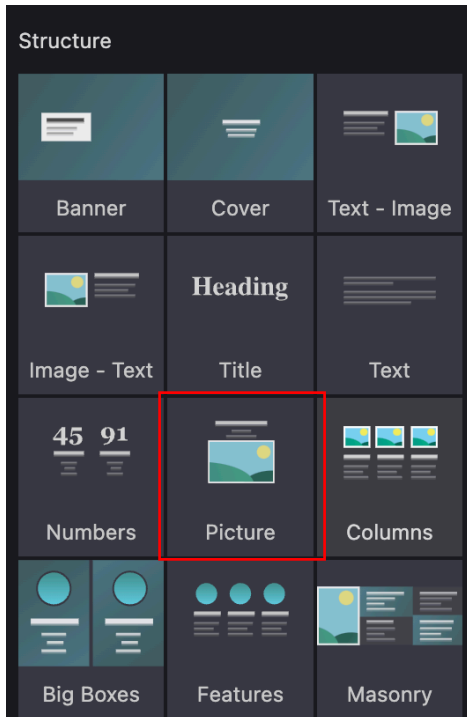 Structure
Banner
Cover
Text - Image
Image - Text
Heading
Title
Text
45 91
Numbers
Picture
Columns
Big Boxes
Features
Masonry